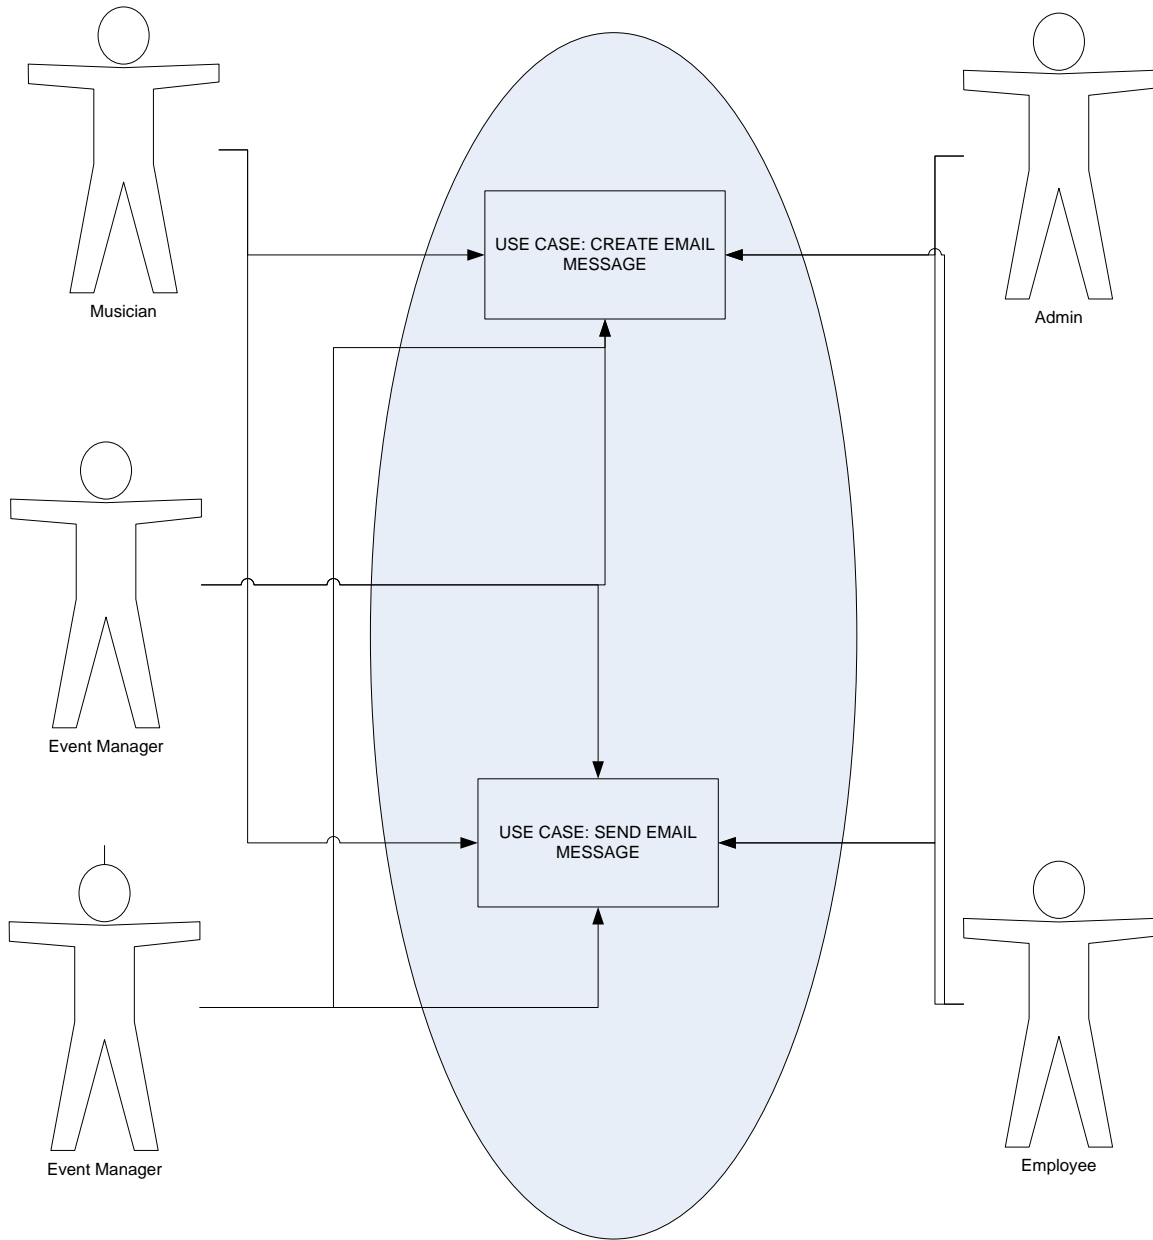 USE CASE: CREATE EMAIL
MESSAGE
Musician
Admin
Event Manager
USE CASE: SEND EMAIL
MESSAGE
Event Manager
Employee